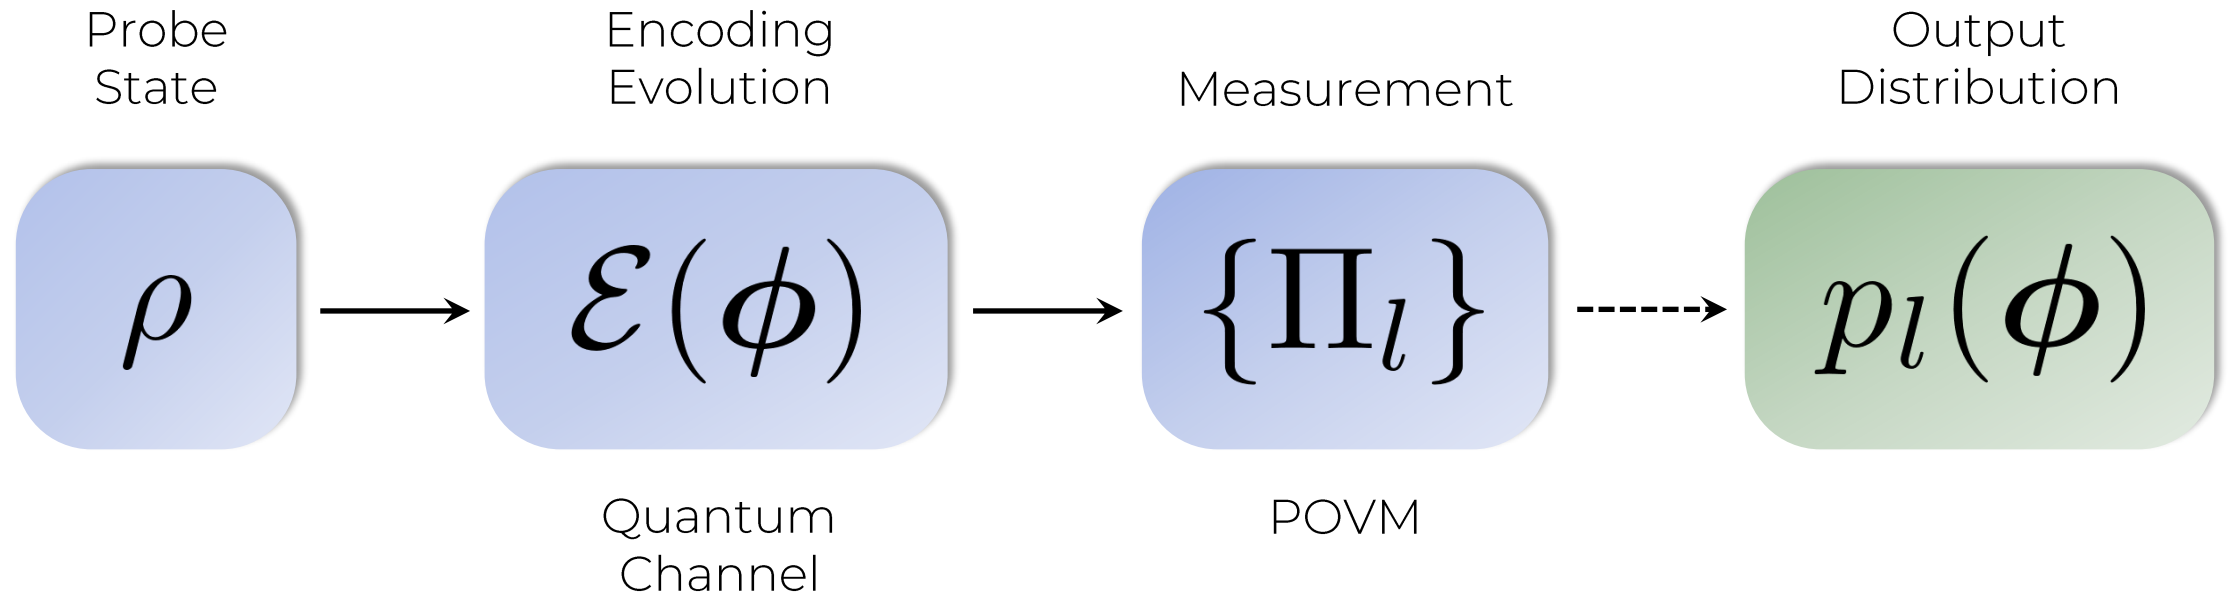 Probe
State
Encoding
Evolution
Measurement
Output
Distribution
ρ
ℰ(ϕ)
{Πₗ}
pₗ(ϕ)
Quantum
Channel
POVM